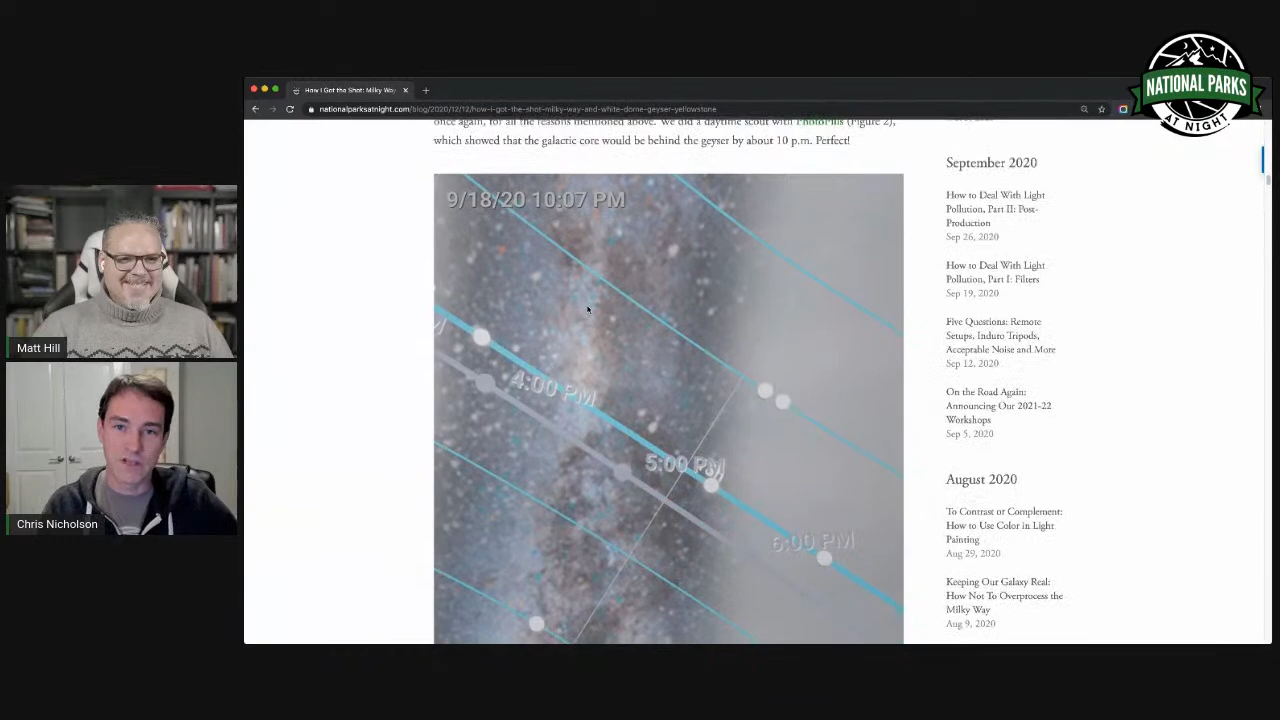 NATIONAL PARKS
AT NIGHT
How I Got the Shot: Milky Way
nationalparksatnight.com/blog/2020/12/12/how-i-got-the-shot-milky-way-and-white-dome-geyser-yellowstone
once again, for all the reasons mentioned above. We did a daytime scout with PhotoPills (Figure 2),
which showed that the galactic core would be behind the geyser by about 10 p.m. Perfect!
9/18/20 10:07 PM
4:00 PM
5:00 PM
6:00 PM
September 2020
How to Deal With Light
Pollution, Part II: Post-
Production
Sep 26, 2020
How to Deal With Light
Pollution, Part I: Filters
Sep 19, 2020
Five Questions: Remote
Setups, Induro Tripods,
Acceptable Noise and More
Sep 12, 2020
On the Road Again:
Announcing Our 2021-22
Workshops
Sep 5, 2020
August 2020
To Contrast or Complement:
How to Use Color in Light
Painting
Aug 29, 2020
Keeping Our Galaxy Real:
How Not To Overprocess the
Milky Way
Aug 9, 2020
Matt Hill
Chris Nicholson